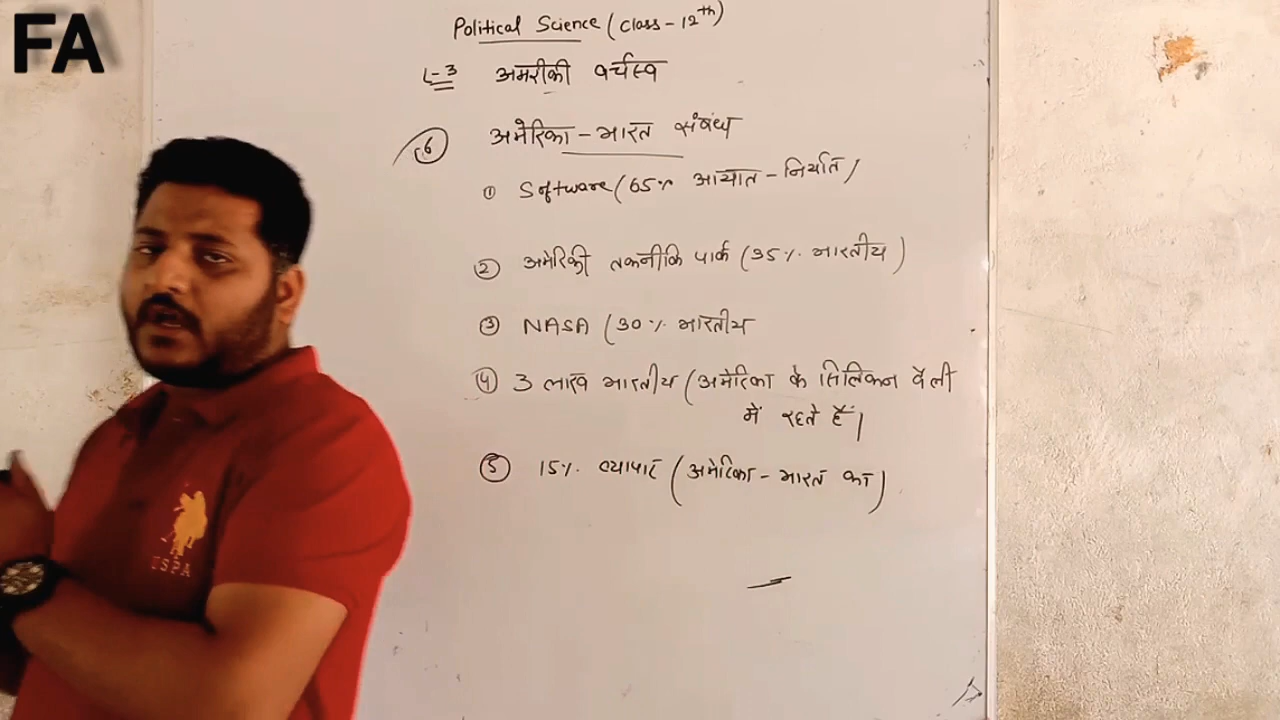 FA
Political Science (Class-12th)
L-3 अमरीकी वर्चस्व
6 अमेरिका-भारत संबंध
① Software (65% आयात-निर्यात)
② अमेरिकी तकनीकि पार्क (35% भारतीय)
③ NASA (30% भारतीय
④ 3 लाख भारतीय (अमेरिका के सिलिकन वैली
में रहते हैं।
⑤ 15% व्यापार (अमेरिका-भारत का)
USPA